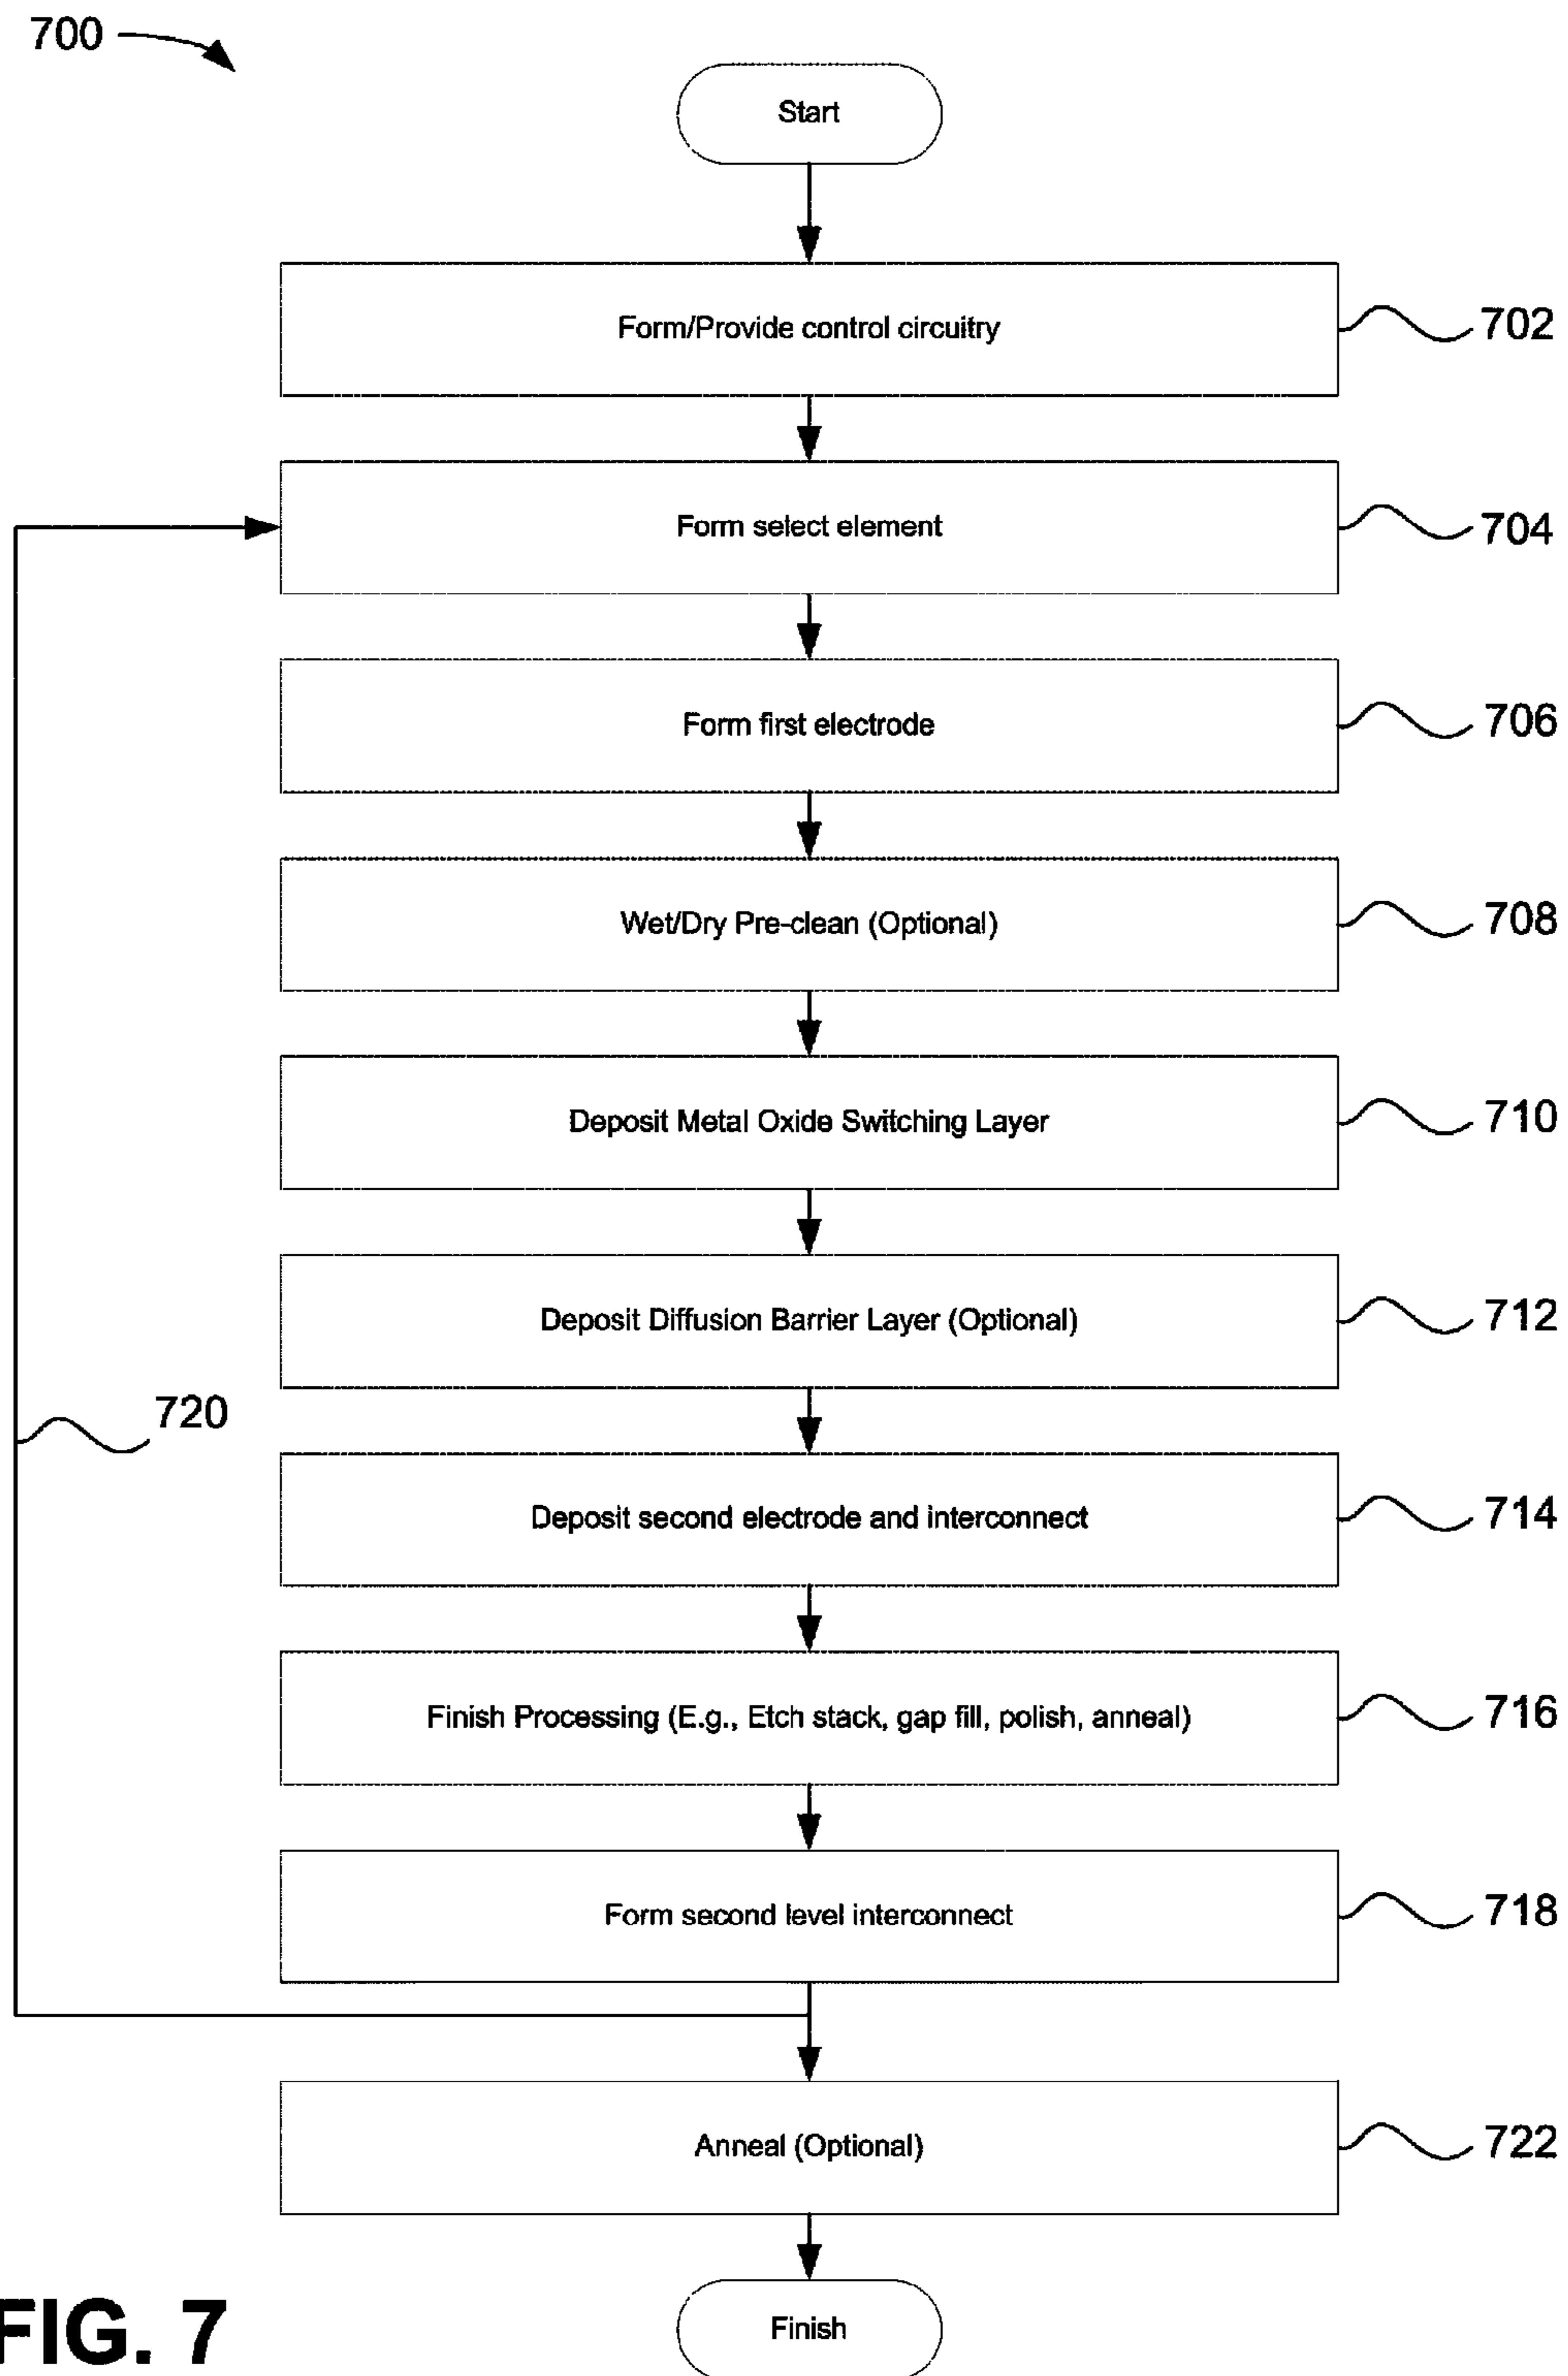 700
Start
Form/Provide control circuitry
702
Form select element
704
Form first electrode
706
Wet/Dry Pre-clean (Optional)
708
Deposit Metal Oxide Switching Layer
710
Deposit Diffusion Barrier Layer (Optional)
712
720
Deposit second electrode and interconnect
714
Finish Processing (E.g., Etch stack, gap fill, polish, anneal)
716
Form second level interconnect
718
Anneal (Optional)
722
Finish
FIG. 7